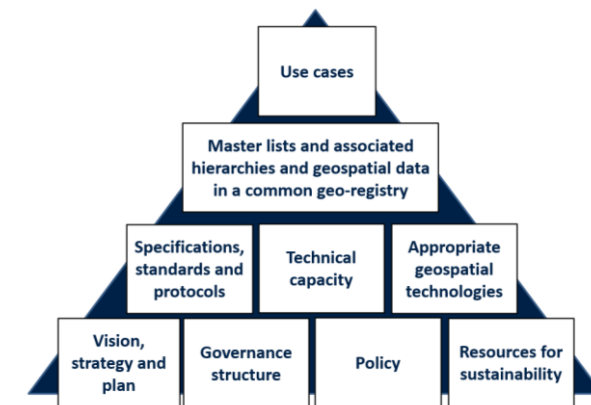 Use cases
Master lists and associated
hierarchies and geospatial data
in a common geo-registry
Specifications,
standards and
protocols
Technical
capacity
Appropriate
geospatial
technologies
Vision,
strategy and
plan
Governance
structure
Policy
Resources for
sustainability